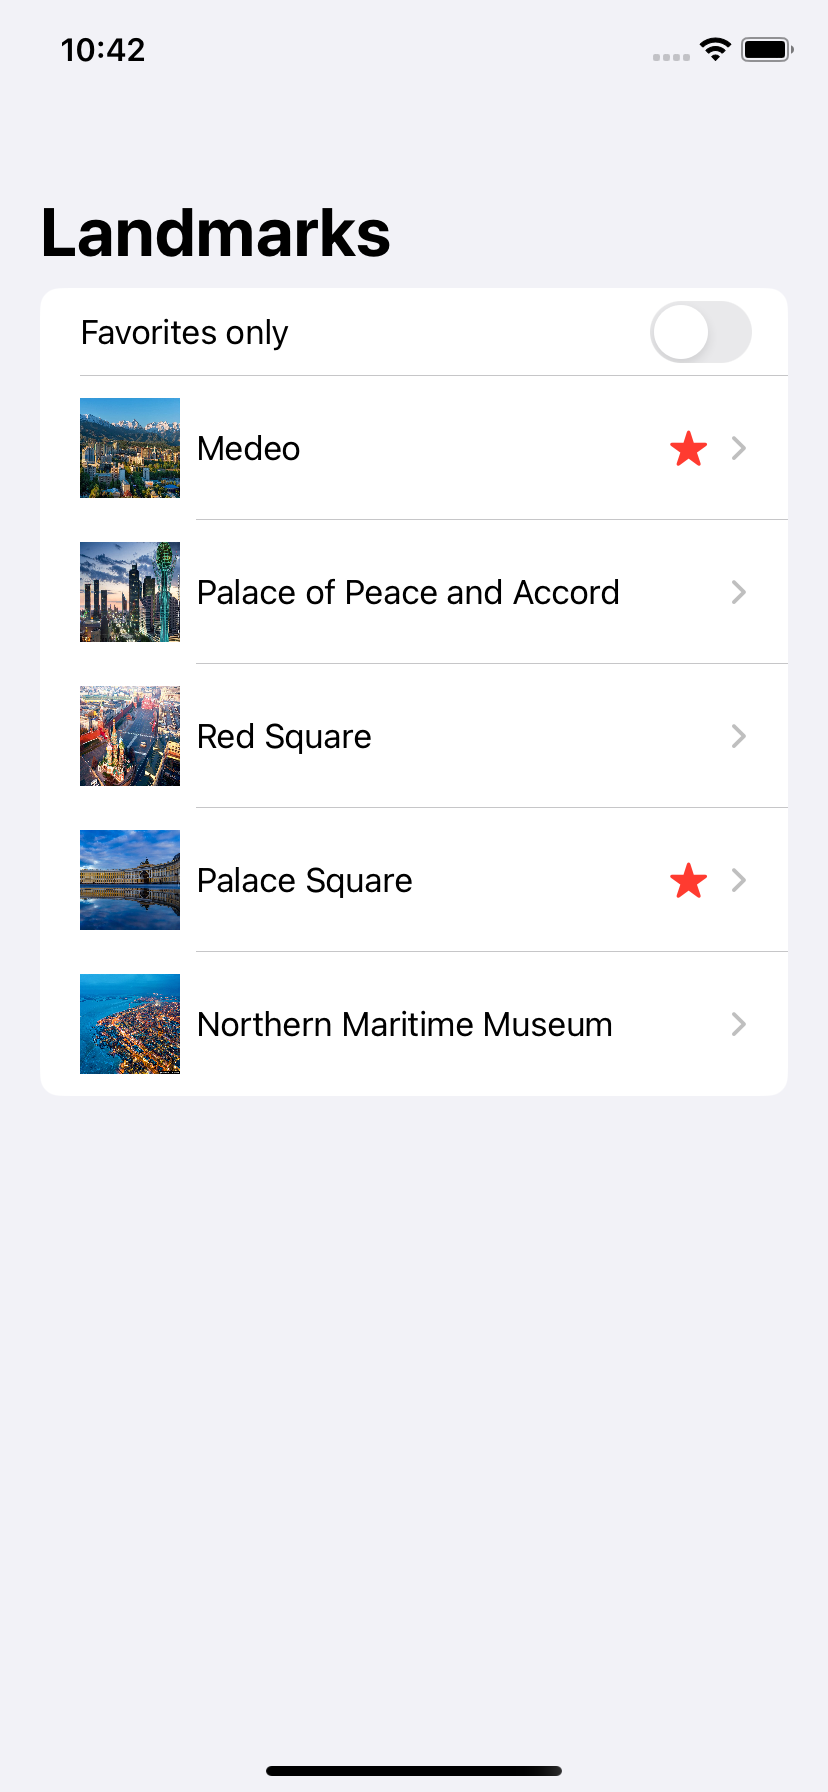 10:42
Landmarks
Favorites only
Medeo
Palace of Peace and Accord
Red Square
Palace Square
Northern Maritime Museum